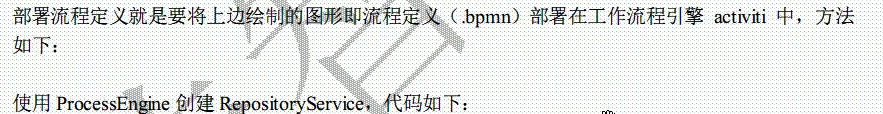 部署流程定义就是要将上边绘制的图形即流程定义（.bpmn）部署在工作流程引擎 activiti 中，方法
如下：
使用 ProcessEngine 创建 RepositoryService，代码如下：